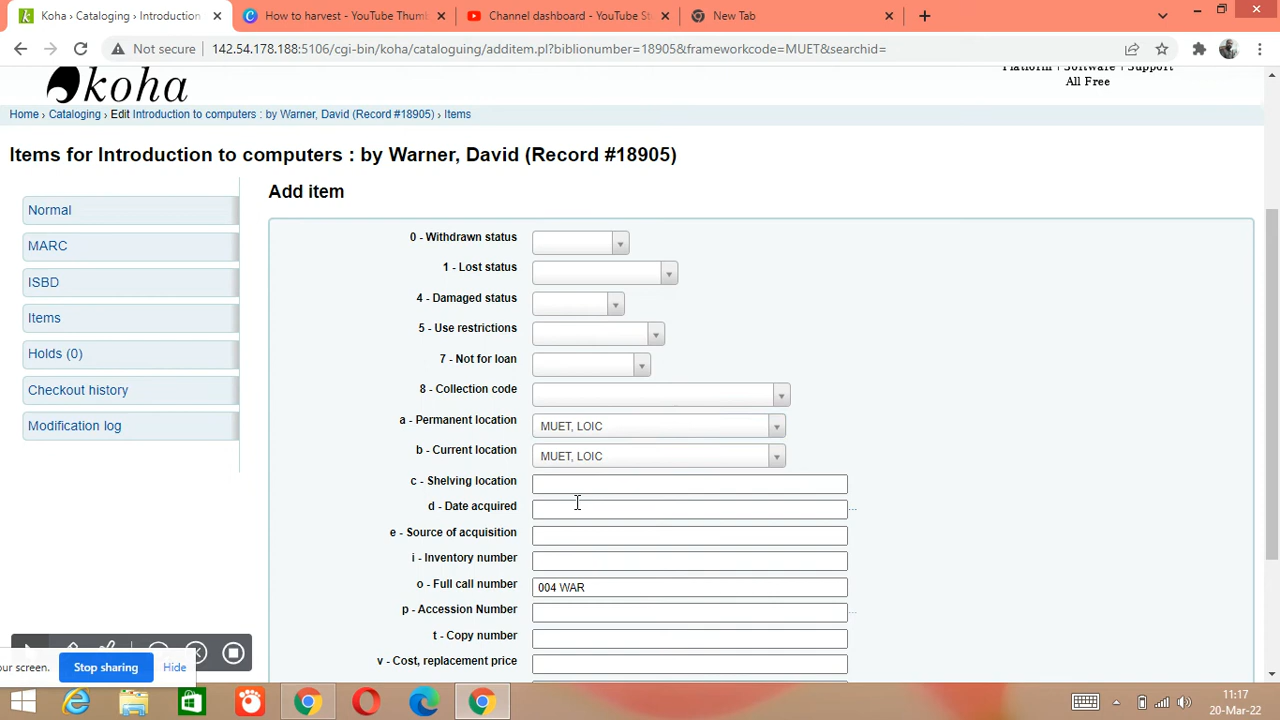 Koha › Cataloging › Introduction
How to harvest - YouTube Thumb
Channel dashboard - YouTube St
New Tab
Not secure
142.54.178.188:5106/cgi-bin/koha/cataloguing/additem.pl?biblionumber=18905&frameworkcode=MUET&searchid=
koha
Platform + Software + Support
All Free
Home › Cataloging › Edit Introduction to computers : by Warner, David (Record #18905) › Items
Items for Introduction to computers : by Warner, David (Record #18905)
Normal
MARC
ISBD
Items
Holds (0)
Checkout history
Modification log
Add item
0 - Withdrawn status
1 - Lost status
4 - Damaged status
5 - Use restrictions
7 - Not for loan
8 - Collection code
a - Permanent location MUET, LOIC
b - Current location MUET, LOIC
c - Shelving location
d - Date acquired ...
e - Source of acquisition
i - Inventory number
o - Full call number 004 WAR
p - Accession Number ...
t - Copy number
v - Cost, replacement price
our screen. Stop sharing Hide
11:17
20-Mar-22